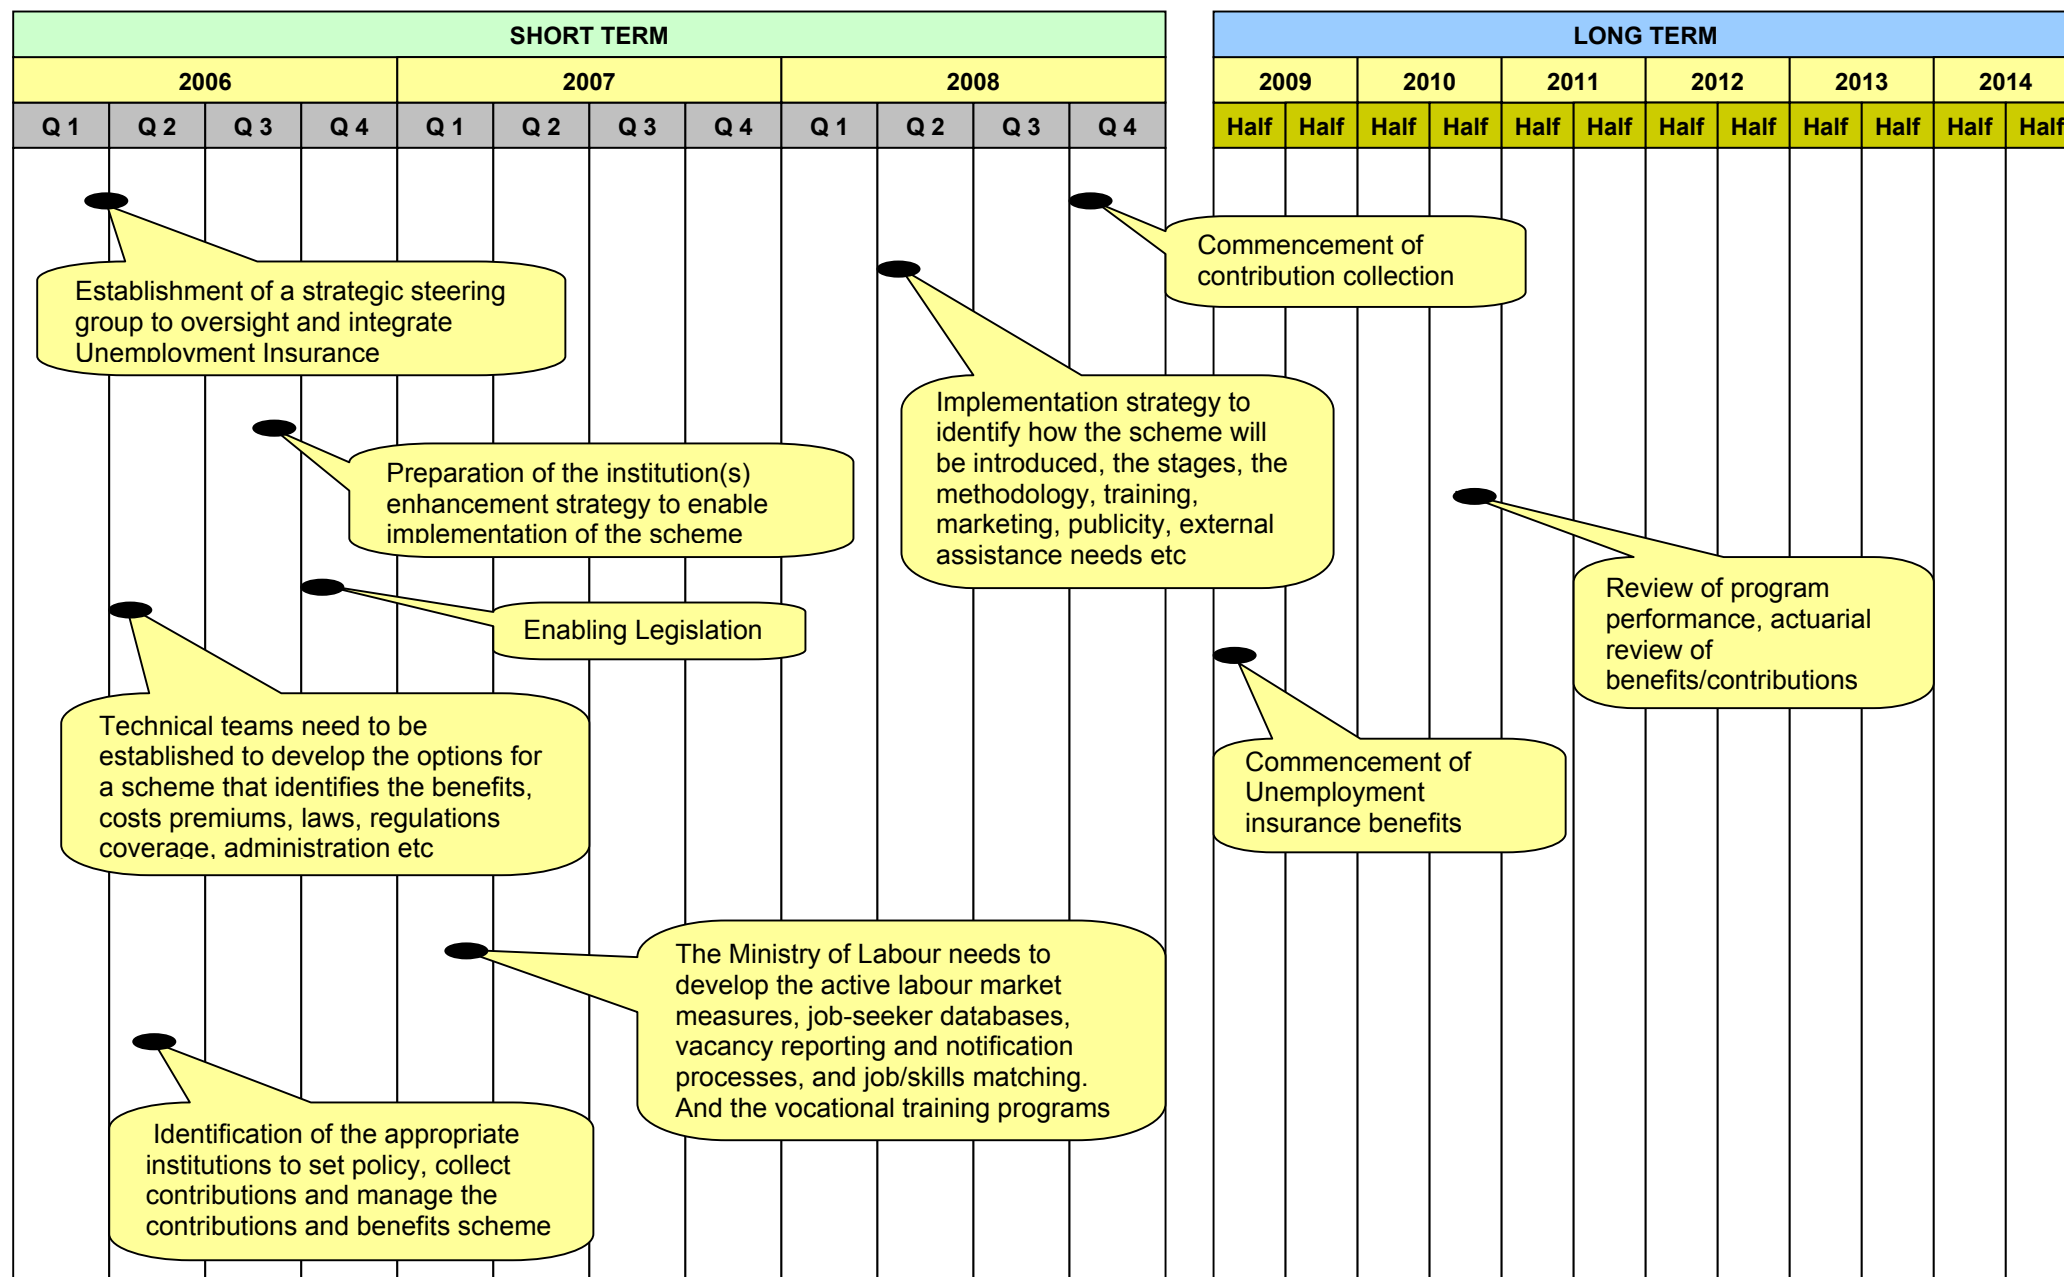 SHORT TERM
LONG TERM
2006 2007 2008 2009 2010 2011 2012 2013 2014
Q 1 Q 2 Q 3 Q 4 Q 1 Q 2 Q 3 Q 4 Q 1 Q 2 Q 3 Q 4 Half Half Half Half Half Half Half Half Half Half Half Half
Establishment of a strategic steering
group to oversight and integrate
Unemployment Insurance
Commencement of
contribution collection
Implementation strategy to
identify how the scheme will
be introduced, the stages, the
methodology, training,
marketing, publicity, external
assistance needs etc
Preparation of the institution(s)
enhancement strategy to enable
implementation of the scheme
Enabling Legislation
Review of program
performance, actuarial
review of
benefits/contributions
Technical teams need to be
established to develop the options for
a scheme that identifies the benefits,
costs premiums, laws, regulations
coverage, administration etc
Commencement of
Unemployment
insurance benefits
The Ministry of Labour needs to
develop the active labour market
measures, job-seeker databases,
vacancy reporting and notification
processes, and job/skills matching.
And the vocational training programs
Identification of the appropriate
institutions to set policy, collect
contributions and manage the
contributions and benefits scheme